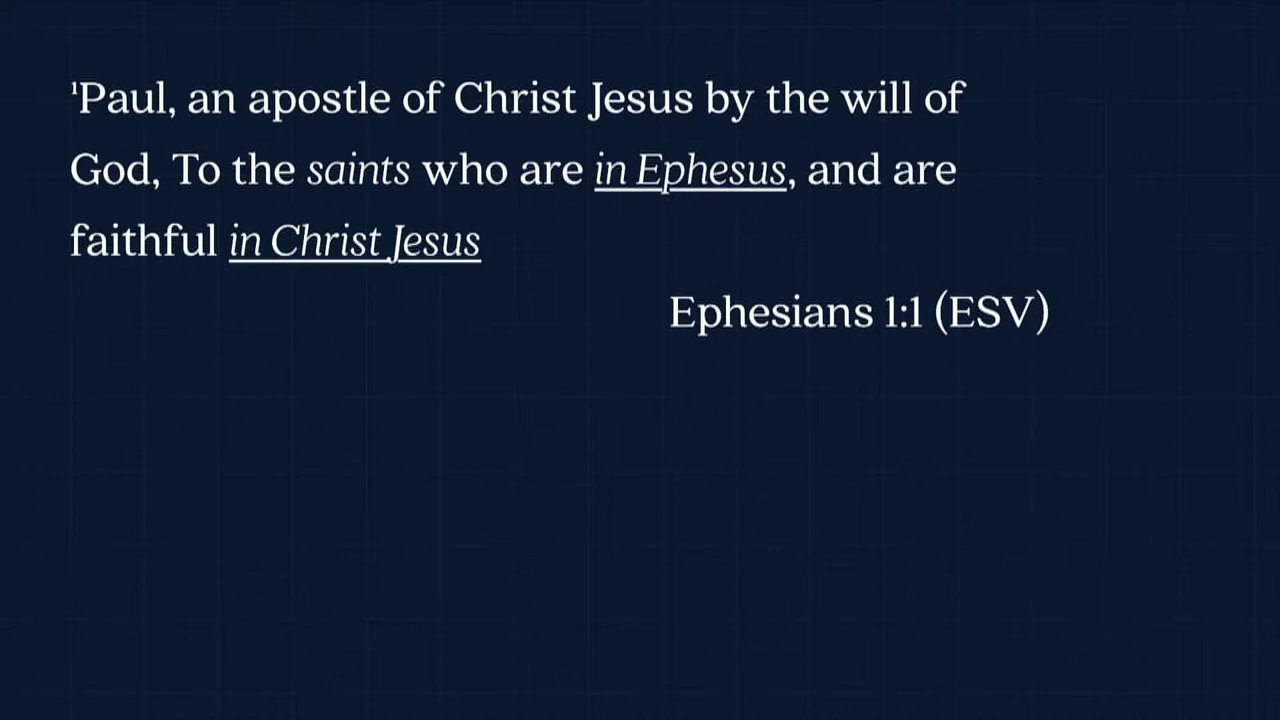 ¹Paul, an apostle of Christ Jesus by the will of
God, To the saints who are in Ephesus, and are
faithful in Christ Jesus
Ephesians 1:1 (ESV)